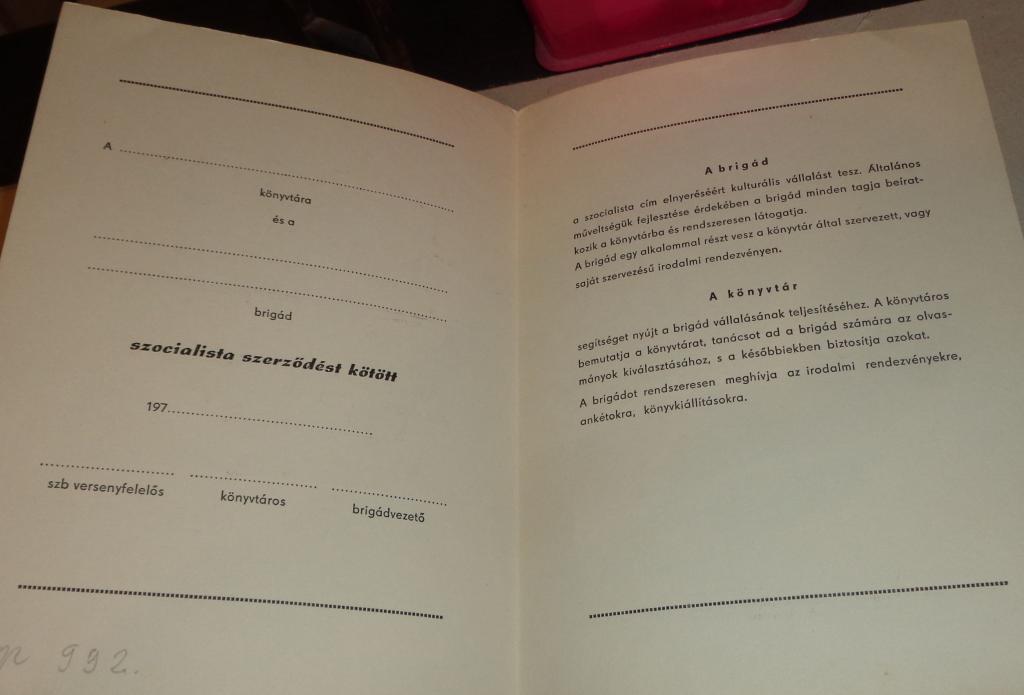 A ........................................
könyvtára
és a
........................................
........................................
brigád
szocialista szerződést kötött
197........................................
szb versenyfelelős
könyvtáros
brigádvezető
992.
A brigád
a szocialista cím elnyeréséért kulturális vállalást tesz. Általános
műveltségük fejlesztése érdekében a brigád minden tagja beirat-
kozik a könyvtárba és rendszeresen látogatja.
A brigád egy alkalommal részt vesz a könyvtár által szervezett, vagy
saját szervezésű irodalmi rendezvényen.
A könyvtár
segítséget nyújt a brigád vállalásának teljesítéséhez. A könyvtáros
bemutatja a könyvtárat, tanácsot ad a brigád számára az olvas-
mányok kiválasztásához, s a későbbiekben biztosítja azokat.
A brigádot rendszeresen meghívja az irodalmi rendezvényekre,
ankétokra, könyvkiállításokra.